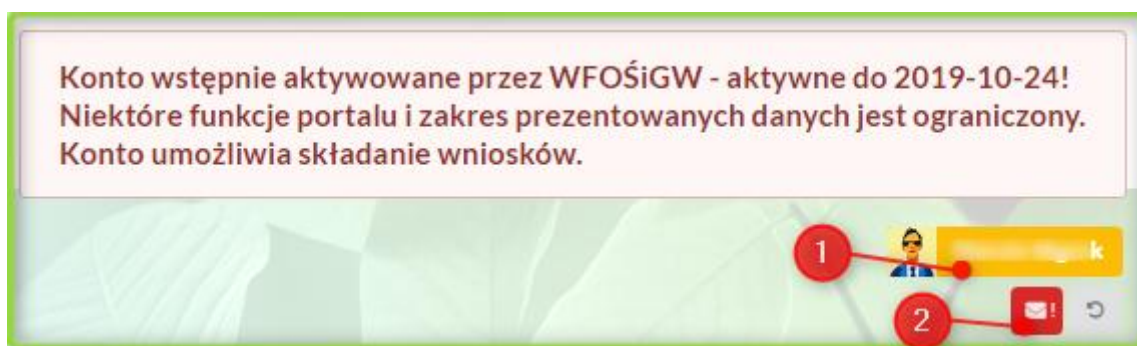 Konto wstępnie aktywowane przez WFOŚiGW - aktywne do 2019-10-24!
Niektóre funkcje portalu i zakres prezentowanych danych jest ograniczony.
Konto umożliwia składanie wniosków.
1
k
2
!